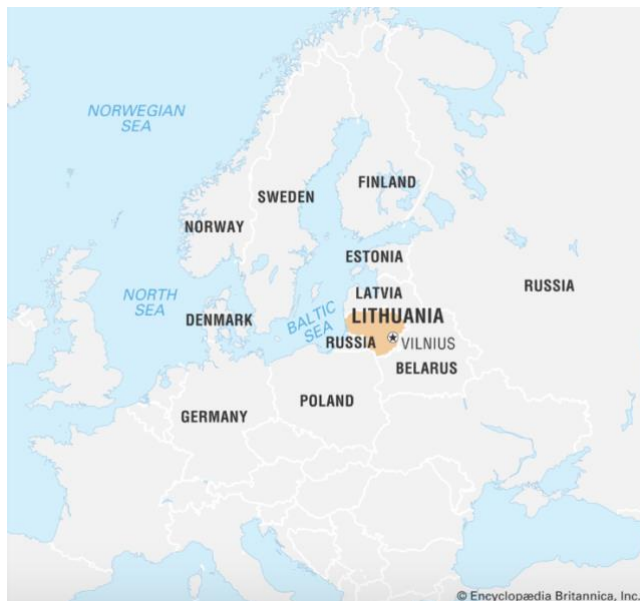 NORWEGIAN
SEA
FINLAND
SWEDEN
NORWAY
ESTONIA
RUSSIA
LATVIA
NORTH
SEA
LITHUANIA
DENMARK
BALTIC
SEA
RUSSIA
VILNIUS
BELARUS
POLAND
GERMANY
© Encyclopædia Britannica, Inc.